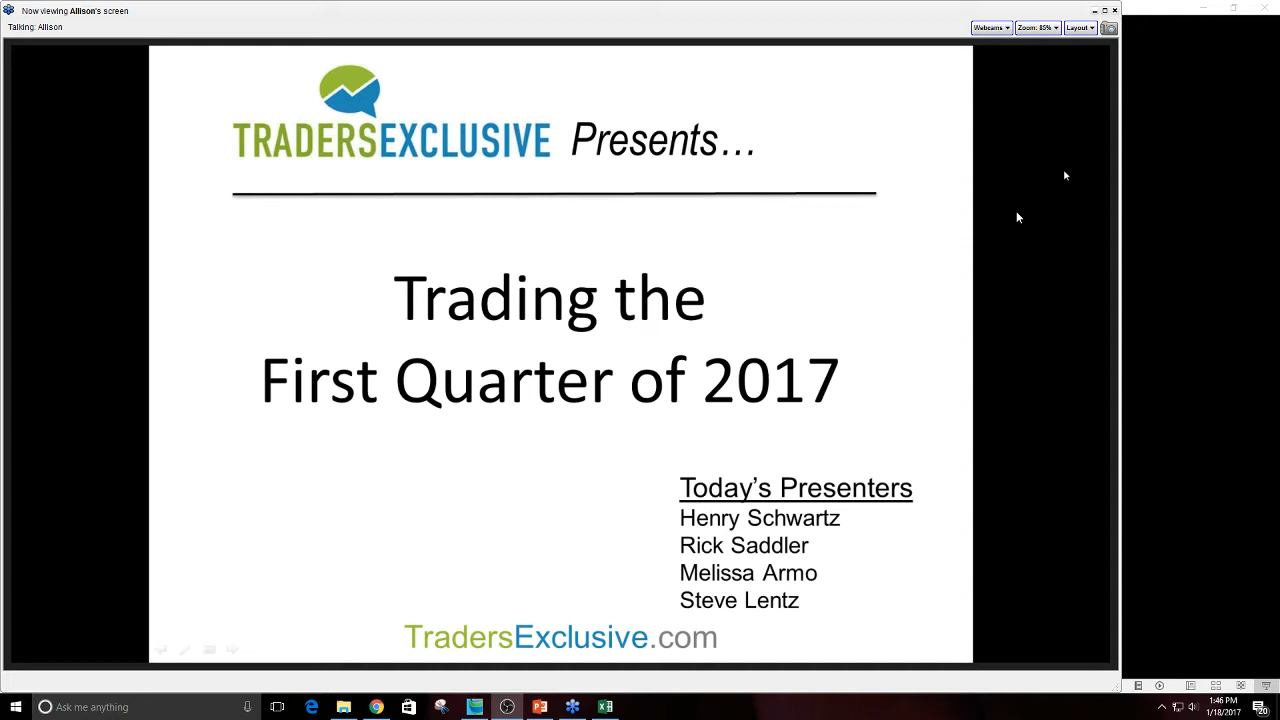 Now viewing Allison's screen
Talking: Allison
Webcams
Zoom: 85%
Layout
TRADERSEXCLUSIVE Presents…
Trading the
First Quarter of 2017
Today's Presenters
Henry Schwartz
Rick Saddler
Melissa Armo
Steve Lentz
TradersExclusive.com
Ask me anything
1:46 PM
1/18/2017
20